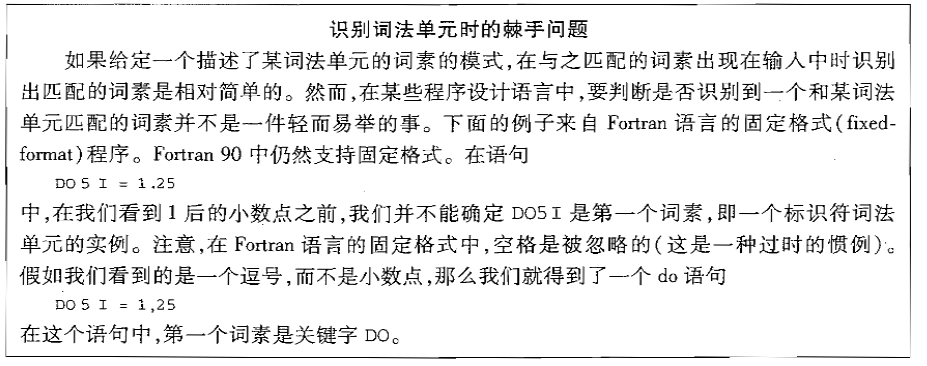 识别词法单元时的棘手问题
如果给定一个描述了某词法单元的词素的模式,在与之匹配的词素出现在输入中时识别
出匹配的词素是相对简单的。然而,在某些程序设计语言中,要判断是否识别到一个和某词法
单元匹配的词素并不是一件轻而易举的事。下面的例子来自 Fortran 语言的固定格式(fixed-
format)程序。Fortran 90 中仍然支持固定格式。在语句
DO 5 I = 1.25
中,在我们看到 1 后的小数点之前,我们并不能确定 DO5I 是第一个词素,即一个标识符词法
单元的实例。注意,在 Fortran 语言的固定格式中,空格是被忽略的(这是一种过时的惯例)。
假如我们看到的是一个逗号,而不是小数点,那么我们就得到了一个 do 语句
DO 5 I = 1,25
在这个语句中,第一个词素是关键字 DO。